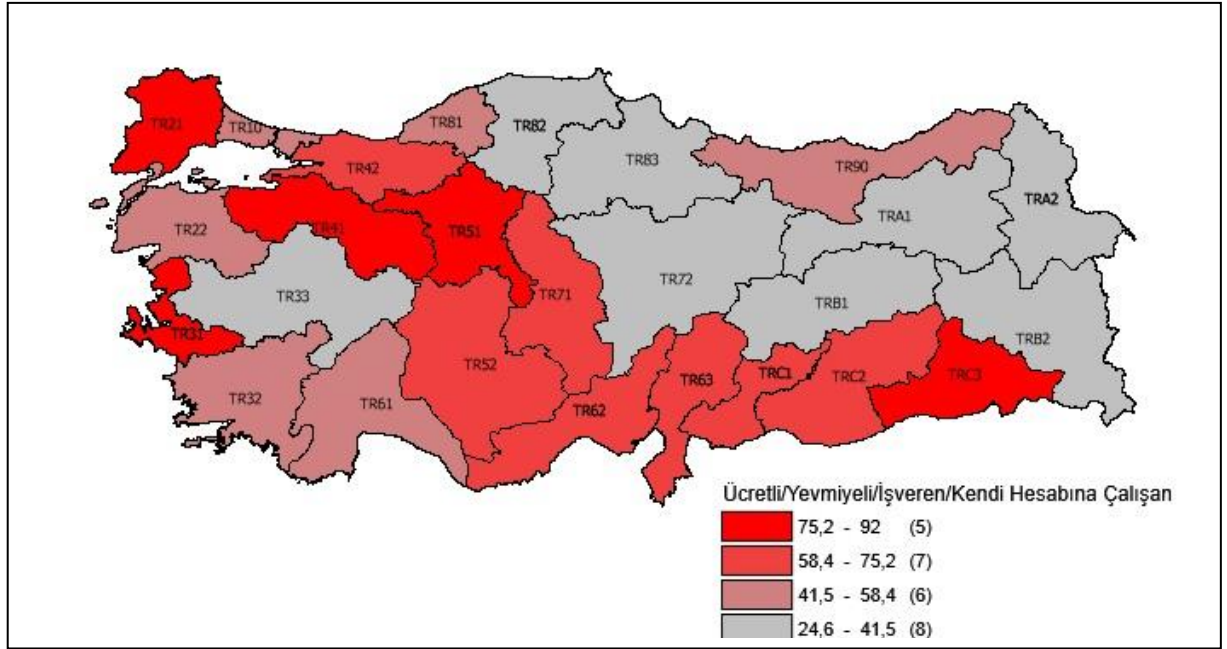 TR21
TR10
TR81
TR82
TR42
TR83
TR90
TRA1
TRA2
TR22
TR41
TR51
TR33
TR71
TR72
TRB1
TRB2
TR31
TR52
TR63
TRC1
TRC2
TRC3
TR32
TR61
TR62
Ücretli/Yevmiyeli/İşveren/Kendi Hesabına Çalışan
75,2 - 92 (5)
58,4 - 75,2 (7)
41,5 - 58,4 (6)
24,6 - 41,5 (8)